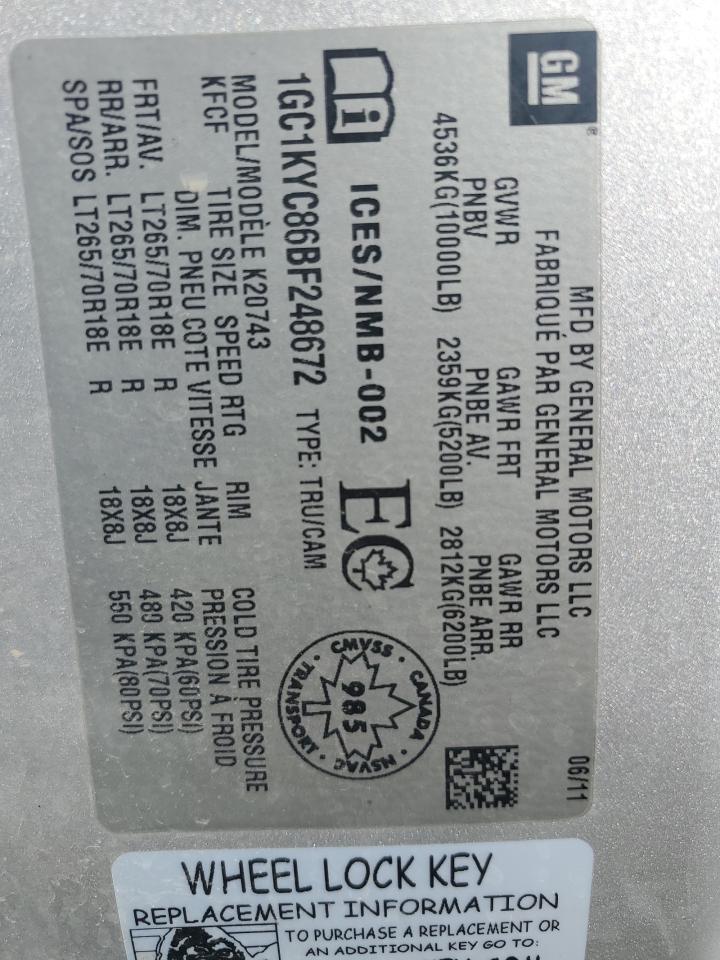 GM
MFD BY GENERAL MOTORS LLC
FABRIQUÉ PAR GENERAL MOTORS LLC
06/11
GVWR GAWR FRT GAWR RR
PNBV PNBE AV. PNBE ARR.
4536KG(10000LB) 2359KG(5200LB) 2812KG(6200LB)
i ICES/NMB-002 EC
CMVSS · CANADA · NSVAC · TRANSPORT ·
985
1GC1KYC86BF248672 TYPE: TRU/CAM
MODEL/MODÈLE K20743
KFCF TIRE SIZE SPEED RTG RIM COLD TIRE PRESSURE
DIM. PNEU COTE VITESSE JANTE PRESSION À FROID
FRT/AV. LT265/70R18E R 18X8J 420 KPA(60PSI)
RR/ARR. LT265/70R18E R 18X8J 480 KPA(70PSI)
SPA/SOS LT265/70R18E R 18X8J 550 KPA(80PSI)
WHEEL LOCK KEY
REPLACEMENT INFORMATION
TO PURCHASE A REPLACEMENT OR
AN ADDITIONAL KEY GO TO: